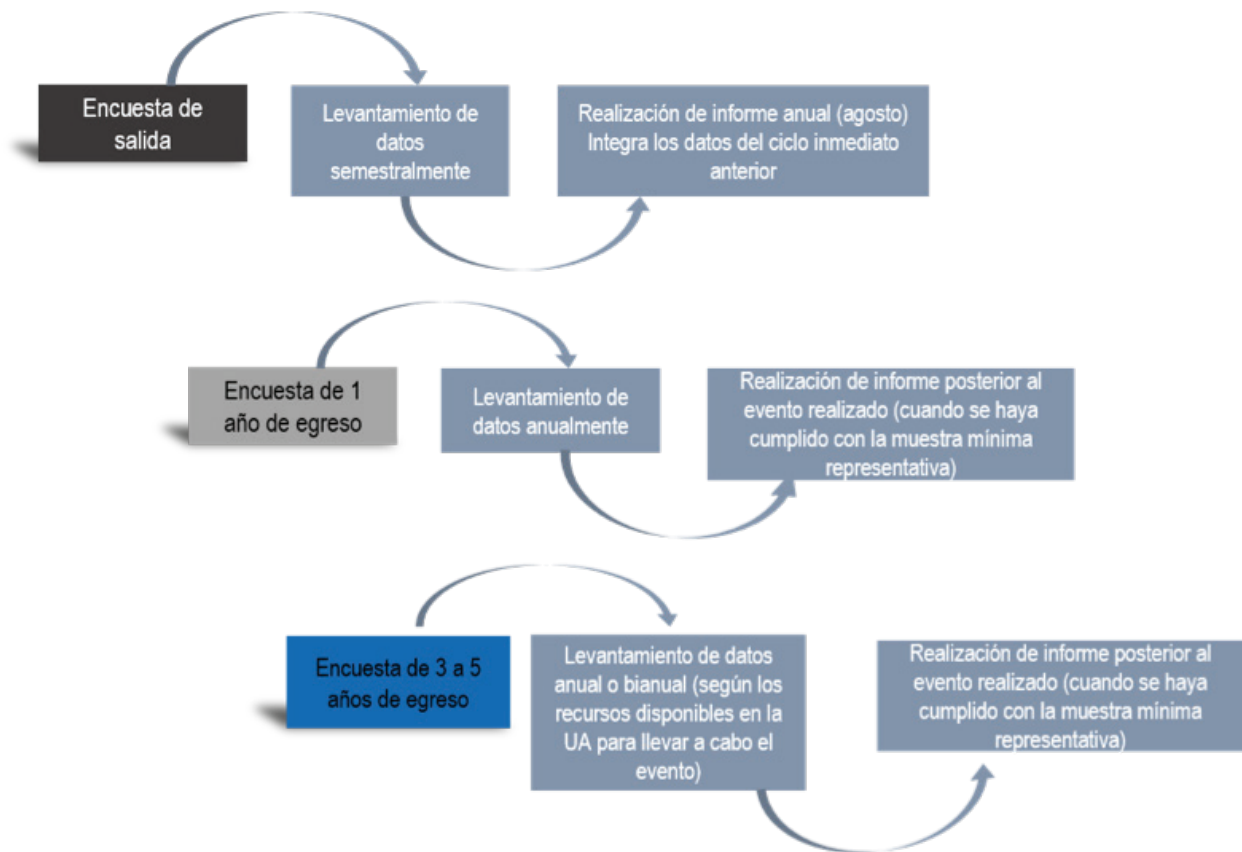 Encuesta de
salida
Levantamiento de
datos
semestralmente
Realización de informe anual (agosto)
Integra los datos del ciclo inmediato
anterior
Encuesta de 1
año de egreso
Levantamiento de
datos anualmente
Realización de informe posterior al
evento realizado (cuando se haya
cumplido con la muestra mínima
representativa)
Encuesta de 3 a 5
años de egreso
Levantamiento de datos
anual o bianual (según los
recursos disponibles en la
UA para llevar a cabo el
evento)
Realización de informe posterior al
evento realizado (cuando se haya
cumplido con la muestra mínima
representativa)